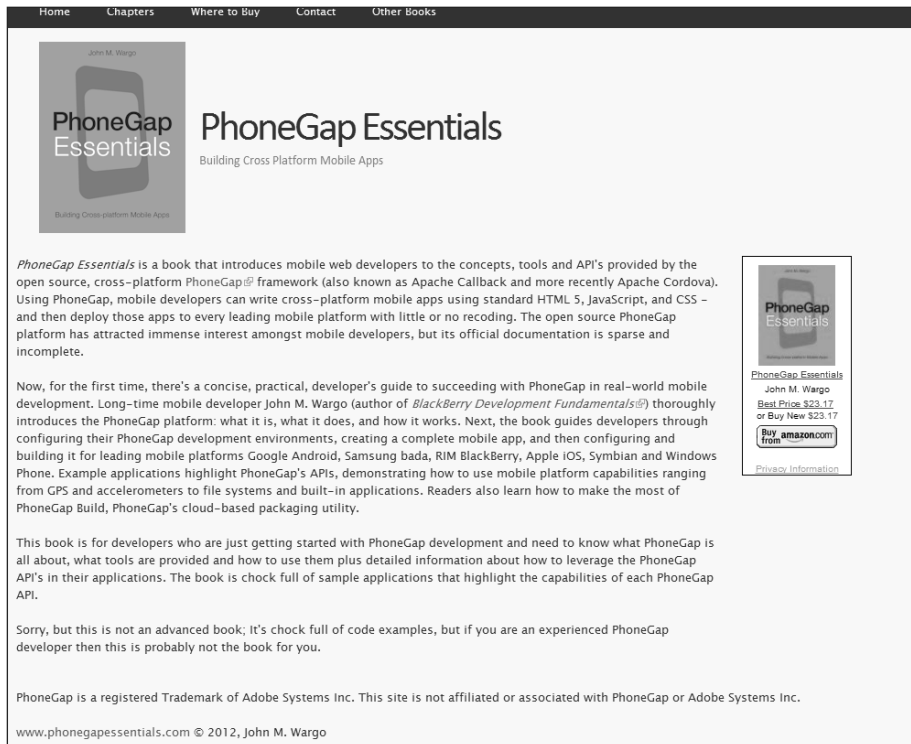 Home Chapters Where to Buy Contact Other Books
John M. Wargo
PhoneGap
Essentials
Building Cross-platform Mobile Apps
PhoneGap Essentials
Building Cross Platform Mobile Apps
PhoneGap Essentials is a book that introduces mobile web developers to the concepts, tools and API's provided by the
open source, cross-platform PhoneGap framework (also known as Apache Callback and more recently Apache Cordova).
Using PhoneGap, mobile developers can write cross-platform mobile apps using standard HTML 5, JavaScript, and CSS –
and then deploy those apps to every leading mobile platform with little or no recoding. The open source PhoneGap
platform has attracted immense interest amongst mobile developers, but its official documentation is sparse and
incomplete.
Now, for the first time, there's a concise, practical, developer's guide to succeeding with PhoneGap in real-world mobile
development. Long-time mobile developer John M. Wargo (author of BlackBerry Development Fundamentals) thoroughly
introduces the PhoneGap platform: what it is, what it does, and how it works. Next, the book guides developers through
configuring their PhoneGap development environments, creating a complete mobile app, and then configuring and
building it for leading mobile platforms Google Android, Samsung bada, RIM BlackBerry, Apple iOS, Symbian and Windows
Phone. Example applications highlight PhoneGap's APIs, demonstrating how to use mobile platform capabilities ranging
from GPS and accelerometers to file systems and built-in applications. Readers also learn how to make the most of
PhoneGap Build, PhoneGap's cloud-based packaging utility.
This book is for developers who are just getting started with PhoneGap development and need to know what PhoneGap is
all about, what tools are provided and how to use them plus detailed information about how to leverage the PhoneGap
API's in their applications. The book is chock full of sample applications that highlight the capabilities of each PhoneGap
API.
Sorry, but this is not an advanced book; It's chock full of code examples, but if you are an experienced PhoneGap
developer then this is probably not the book for you.
PhoneGap is a registered Trademark of Adobe Systems Inc. This site is not affiliated or associated with PhoneGap or Adobe Systems Inc.
www.phonegapessentials.com © 2012, John M. Wargo
John M. Wargo
PhoneGap
Essentials
Building Cross-platform Mobile Apps
PhoneGap Essentials
John M. Wargo
Best Price $23.17
or Buy New $23.17
Buy from amazon.com
Privacy Information